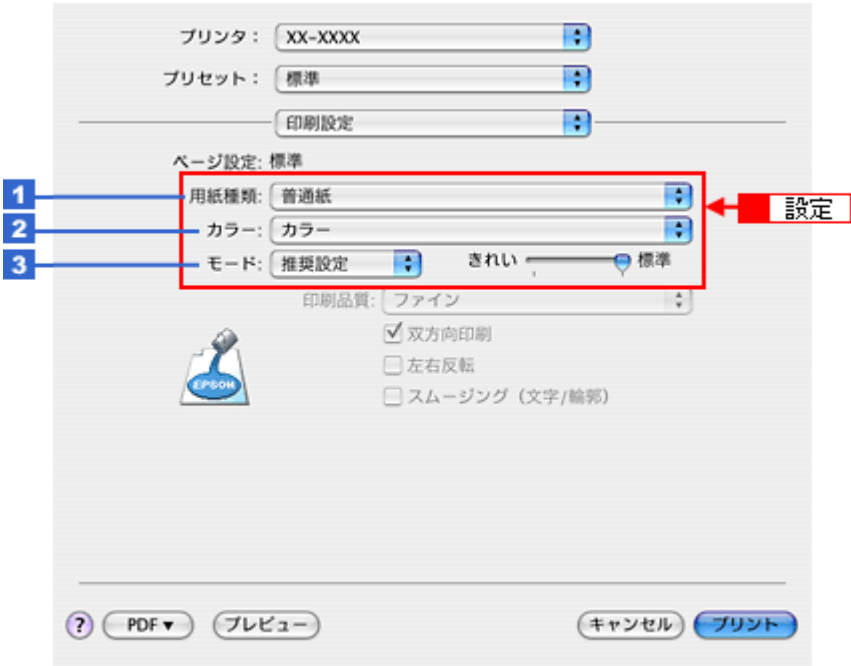 プリンタ： XX-XXXX
プリセット： 標準
印刷設定
ページ設定: 標準
1 用紙種類: 普通紙
設定
2 カラー: カラー
3 モード: 推奨設定 きれい 標準
印刷品質: ファイン
双方向印刷
左右反転
スムージング（文字/輪郭）
EPSON
? PDF▼ プレビュー キャンセル プリント